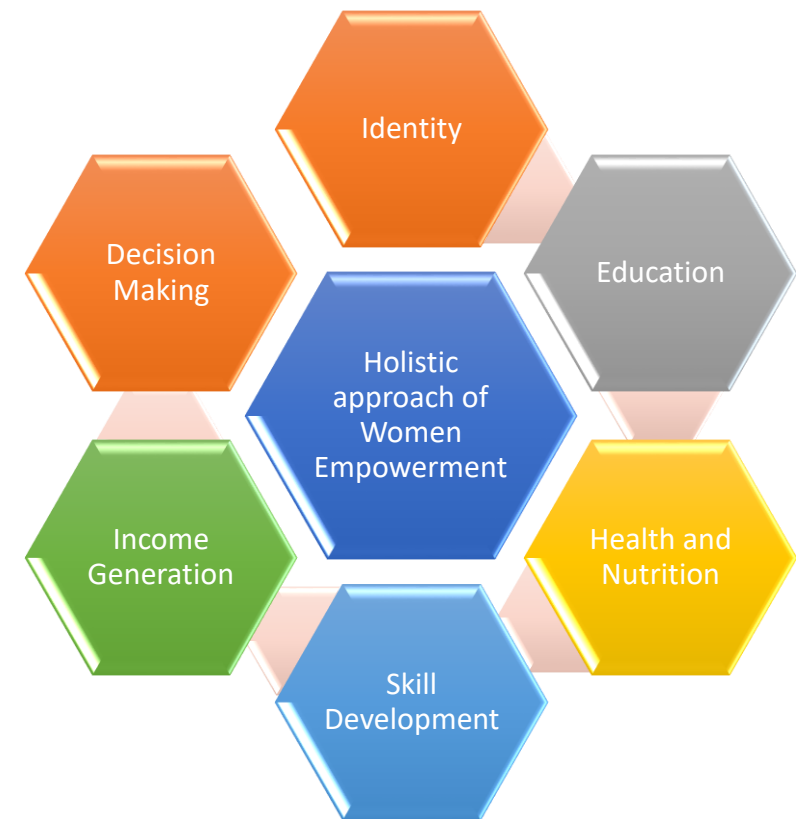 Identity
Education
Health and
Nutrition
Skill
Development
Income
Generation
Decision
Making
Holistic
approach of
Women
Empowerment